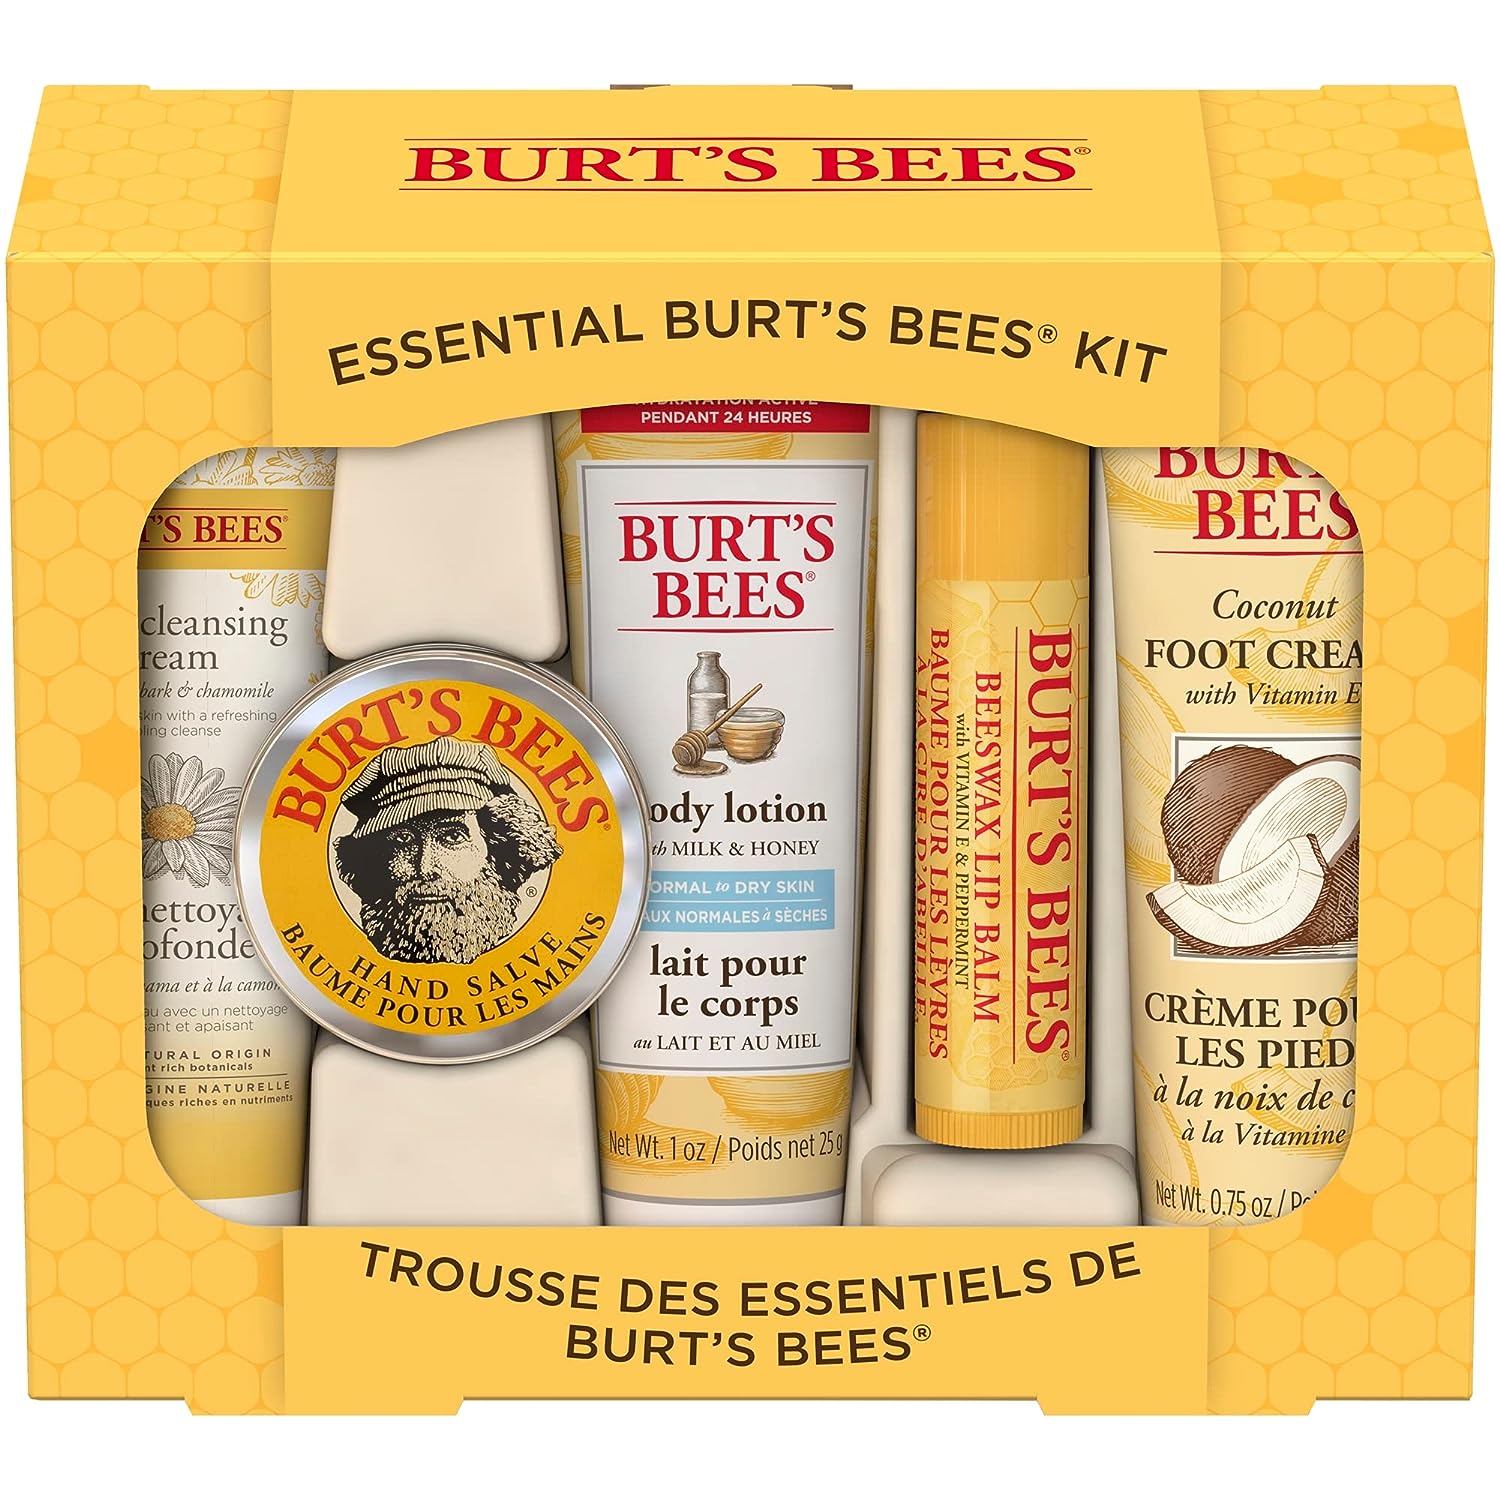 BURT'S BEES®
ESSENTIAL BURT'S BEES® KIT
'S BEES®
cleansing
ream
bark & chamomile
skin with a refreshing
ling cleanse
nettoya
ofonde
ama et à la camo
au avec un nettoyage
ant et apaisant
TURAL ORIGIN
nt rich botanicals
GINE NATURELLE
ques riches en nutriments
BURT'S BEES®
HAND SALVE
BAUME POUR LES MAINS
PENDANT 24 HEURES
BURT'S
BEES®
ody lotion
th MILK & HONEY
ORMAL to DRY SKIN
AUX NORMALES à SÈCHES
lait pour
le corps
au LAIT ET AU MIEL
Net Wt. 1 oz / Poids net 25 g
BURT'S BEES®
BEESWAX LIP BALM
with VITAMIN E & PEPPERMINT
BAUME POUR LES LÈVRES
À LA CIRE D'ABEILLE
BUR
BEES
Coconut
FOOT CREA
with Vitamin E
CRÈME POU
LES PIED
à la noix de c
à la Vitamine
Net Wt. 0.75 oz / Po
TROUSSE DES ESSENTIELS DE
BURT'S BEES®